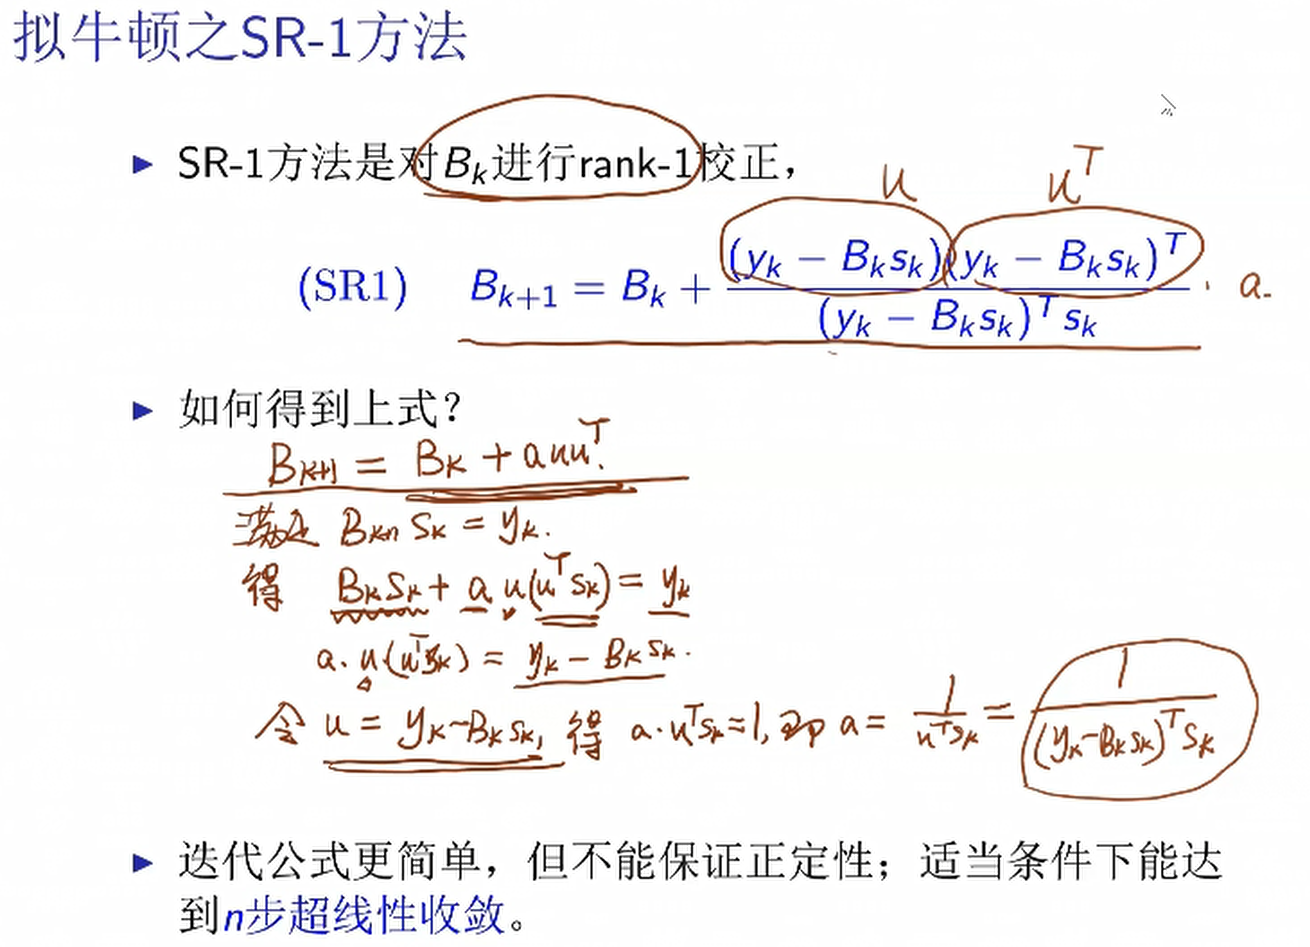 拟牛顿之SR-1方法
▶ SR-1方法是对B_k进行rank-1校正，
u u^T
(SR1) B_{k+1} = B_k + \frac{(y_k − B_k s_k)(y_k − B_k s_k)^T}{(y_k − B_k s_k)^T s_k} · a.
▶ 如何得到上式？
B_{k+1} = B_k + a u u^T.
满足 B_{k+1} s_k = y_k.
得 B_k s_k + a u (u^T s_k) = y_k
a · u (u^T s_k) = y_k − B_k s_k.
令 u = y_k − B_k s_k, 得 a · u^T s_k = 1, 即 a = \frac{1}{u^T s_k} = \frac{1}{(y_k − B_k s_k)^T s_k}
▶ 迭代公式更简单，但不能保证正定性；适当条件下能达
到n步超线性收敛。